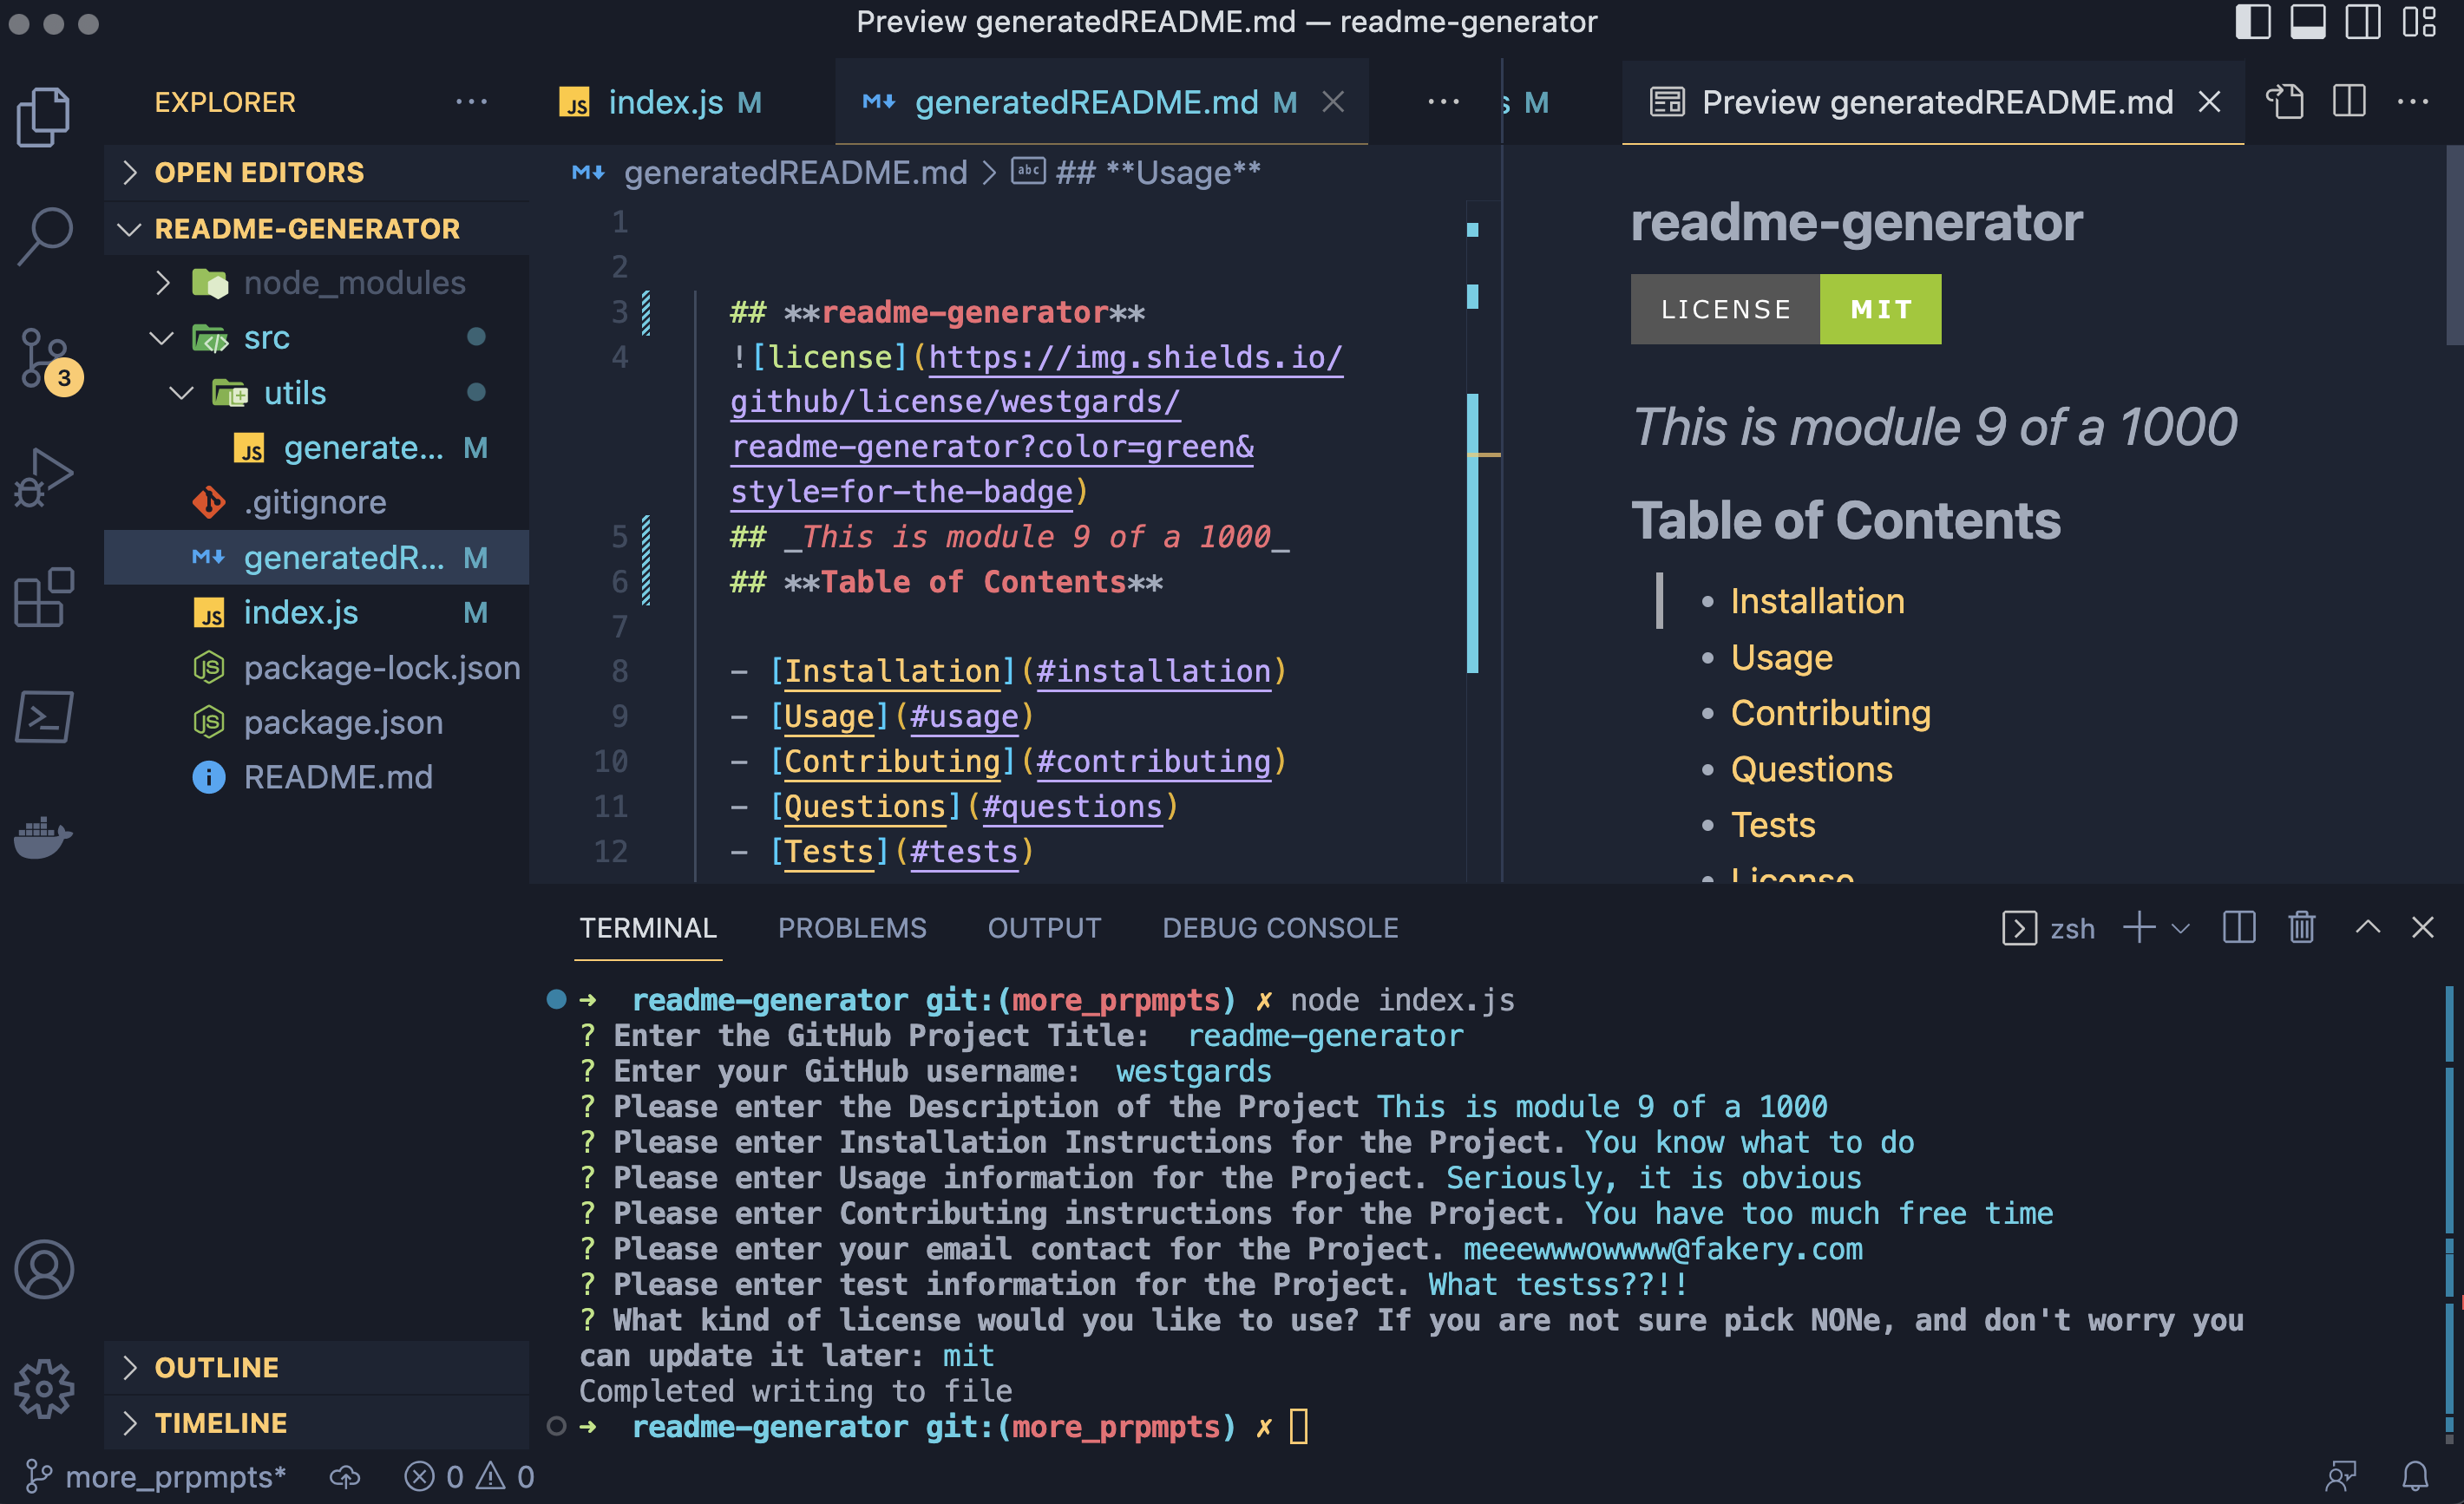 Preview generatedREADME.md — readme-generator
EXPLORER
JS index.js M
generatedREADME.md M
s M
Preview generatedREADME.md
OPEN EDITORS
README-GENERATOR
node_modules
src
utils
JS generate... M
.gitignore
generatedR... M
JS index.js M
package-lock.json
package.json
README.md
OUTLINE
TIMELINE
3
generatedREADME.md > abc ## **Usage**
1
2
3 ## **readme-generator**
4 ![license](https://img.shields.io/
github/license/westgards/
readme-generator?color=green&
style=for-the-badge)
5 ## _This is module 9 of a 1000_
6 ## **Table of Contents**
7
8 - [Installation](#installation)
9 - [Usage](#usage)
10 - [Contributing](#contributing)
11 - [Questions](#questions)
12 - [Tests](#tests)
readme-generator
LICENSE MIT
This is module 9 of a 1000
Table of Contents
• Installation
• Usage
• Contributing
• Questions
• Tests
• License
TERMINAL PROBLEMS OUTPUT DEBUG CONSOLE
zsh
➜ readme-generator git:(more_prpmpts) ✗ node index.js
? Enter the GitHub Project Title: readme-generator
? Enter your GitHub username: westgards
? Please enter the Description of the Project This is module 9 of a 1000
? Please enter Installation Instructions for the Project. You know what to do
? Please enter Usage information for the Project. Seriously, it is obvious
? Please enter Contributing instructions for the Project. You have too much free time
? Please enter your email contact for the Project. meeewwwowwww@fakery.com
? Please enter test information for the Project. What testss??!!
? What kind of license would you like to use? If you are not sure pick NONe, and don't worry you
can update it later: mit
Completed writing to file
➜ readme-generator git:(more_prpmpts) ✗
more_prpmpts* 0 0